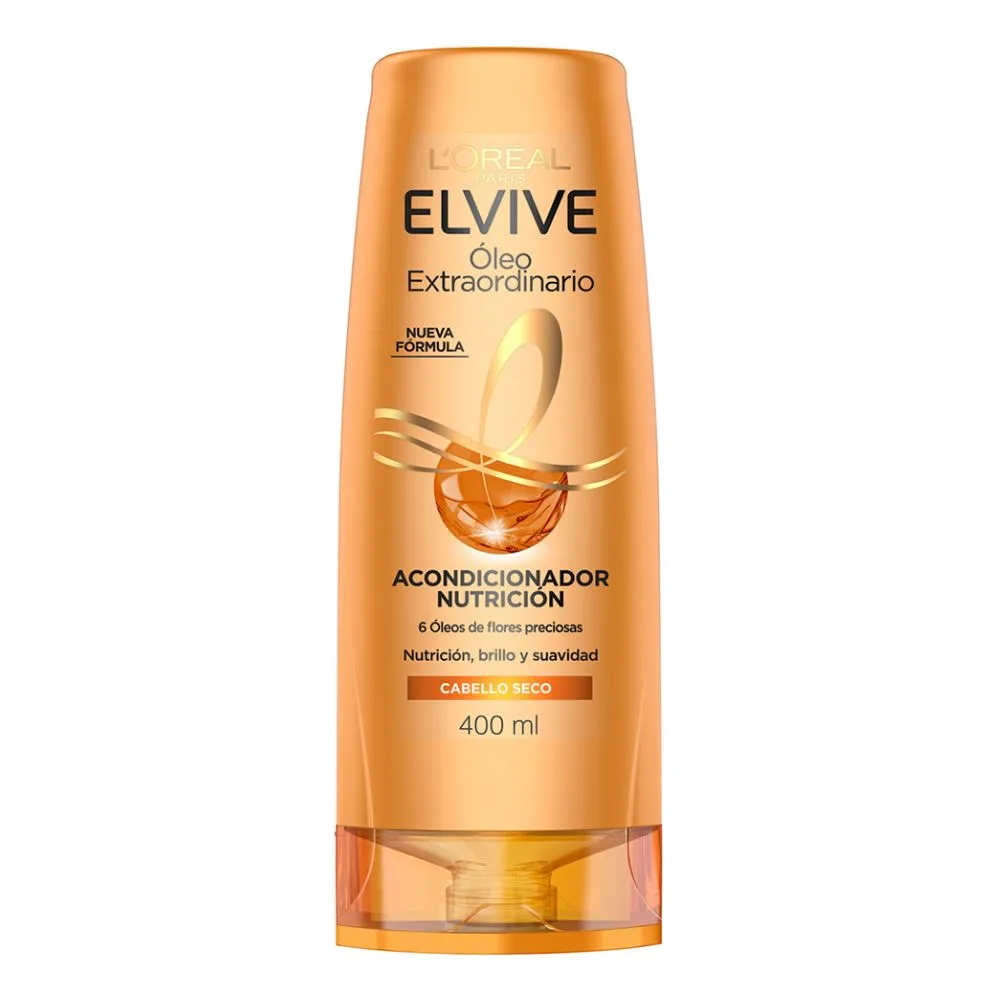 L'ORÉAL
PARIS
ELVIVE
Óleo
Extraordinario
NUEVA
FÓRMULA
ACONDICIONADOR
NUTRICIÓN
6 Óleos de flores preciosas
Nutrición, brillo y suavidad
CABELLO SECO
400 ml